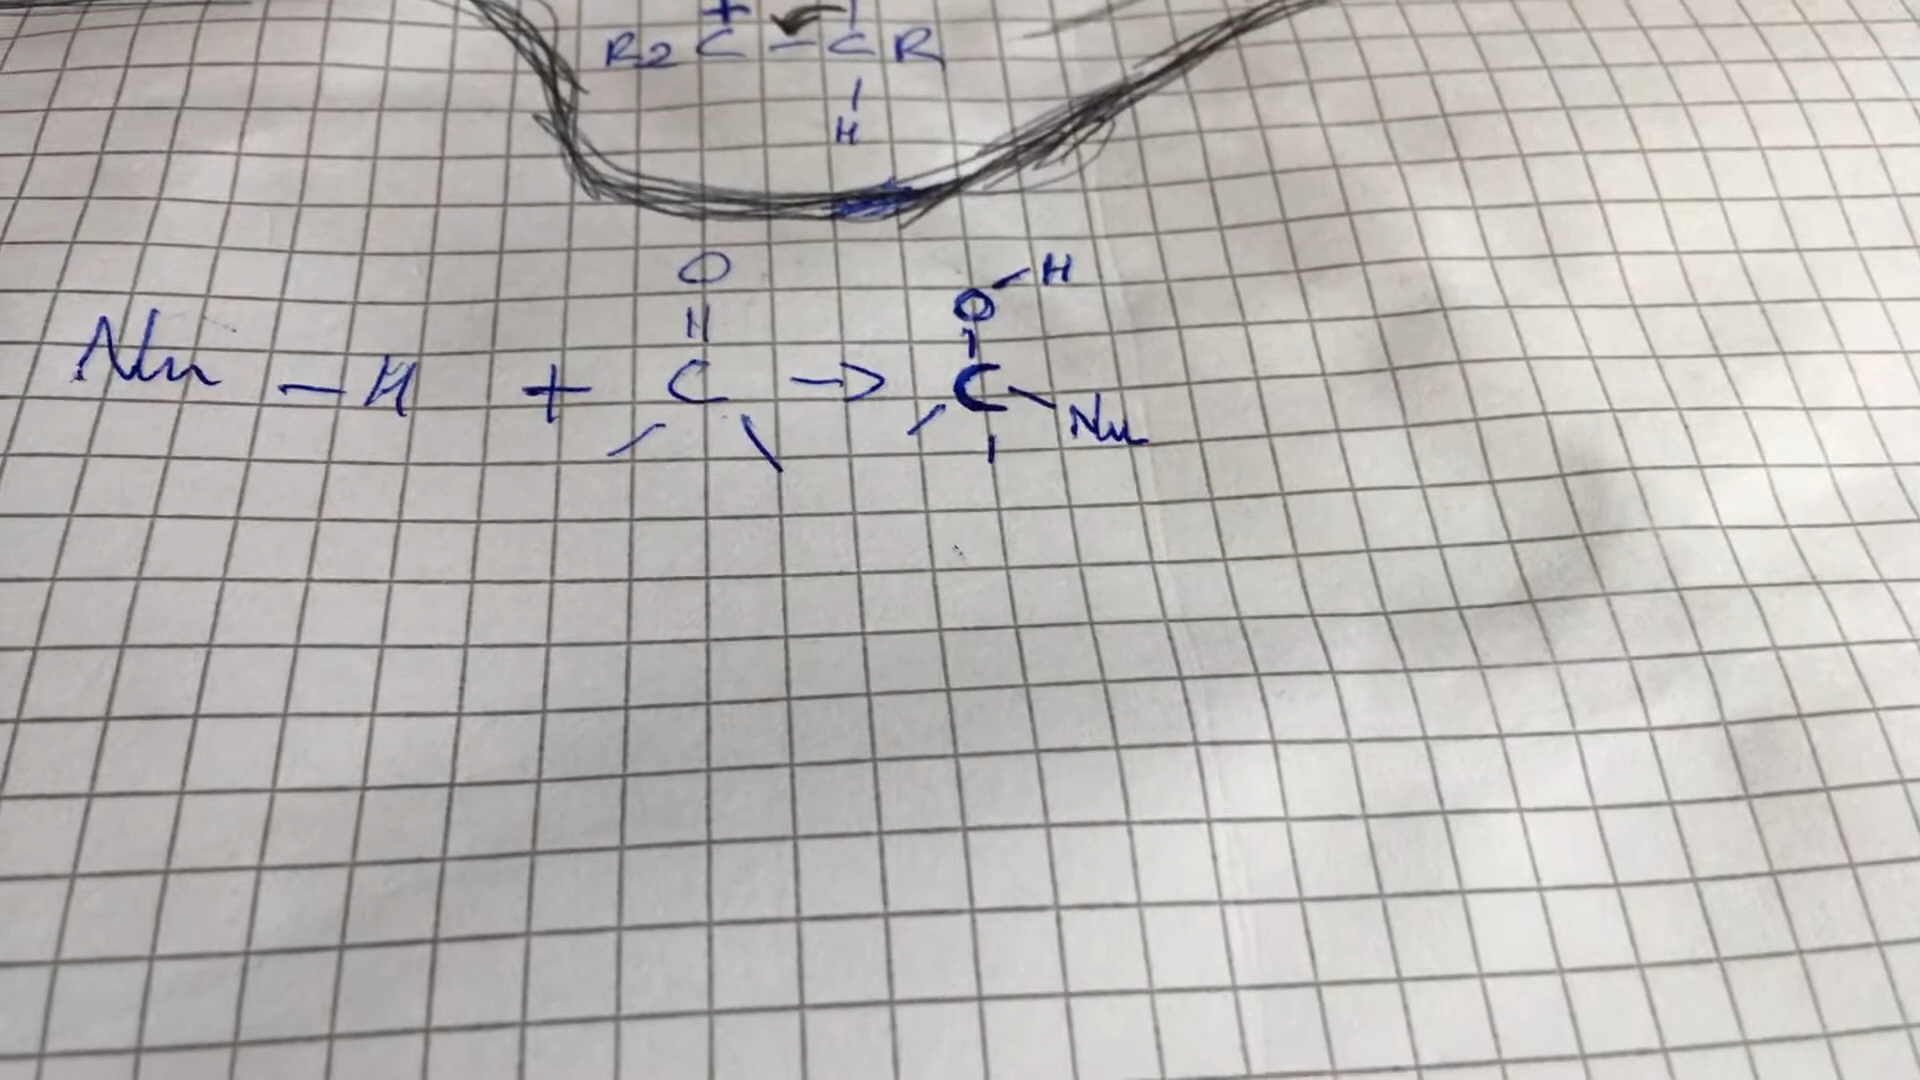 +
R2 C - C R
H
O O - H
Nu - H + C -> C - Nu